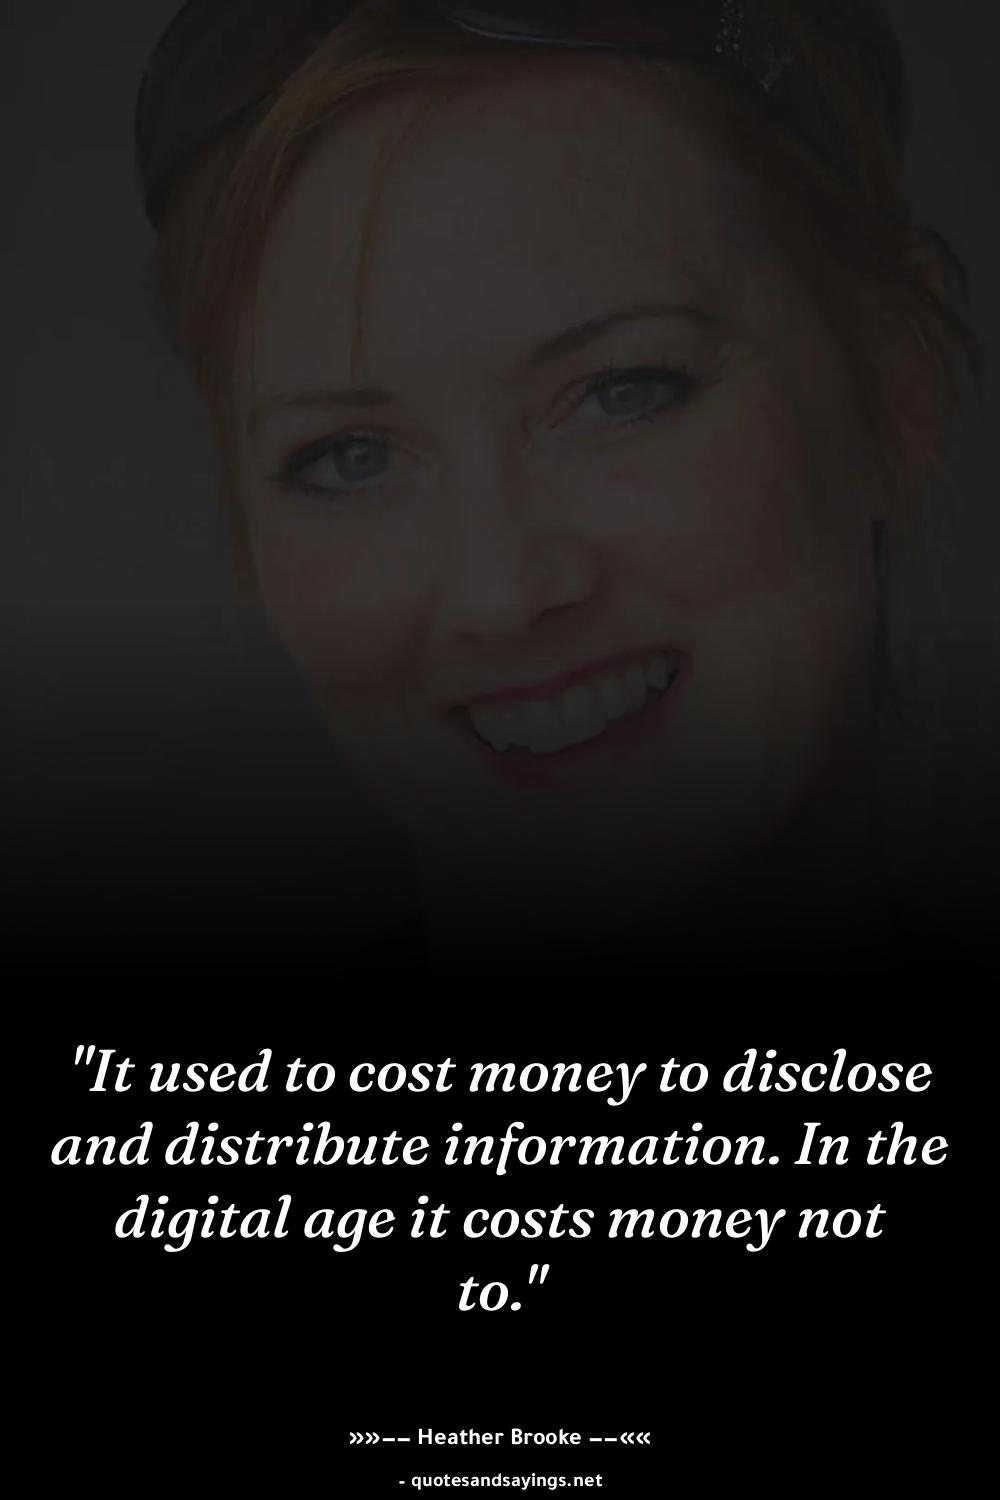 "It used to cost money to disclose
and distribute information. In the
digital age it costs money not
to."
»»−− Heather Brooke −−««
- quotesandsayings.net